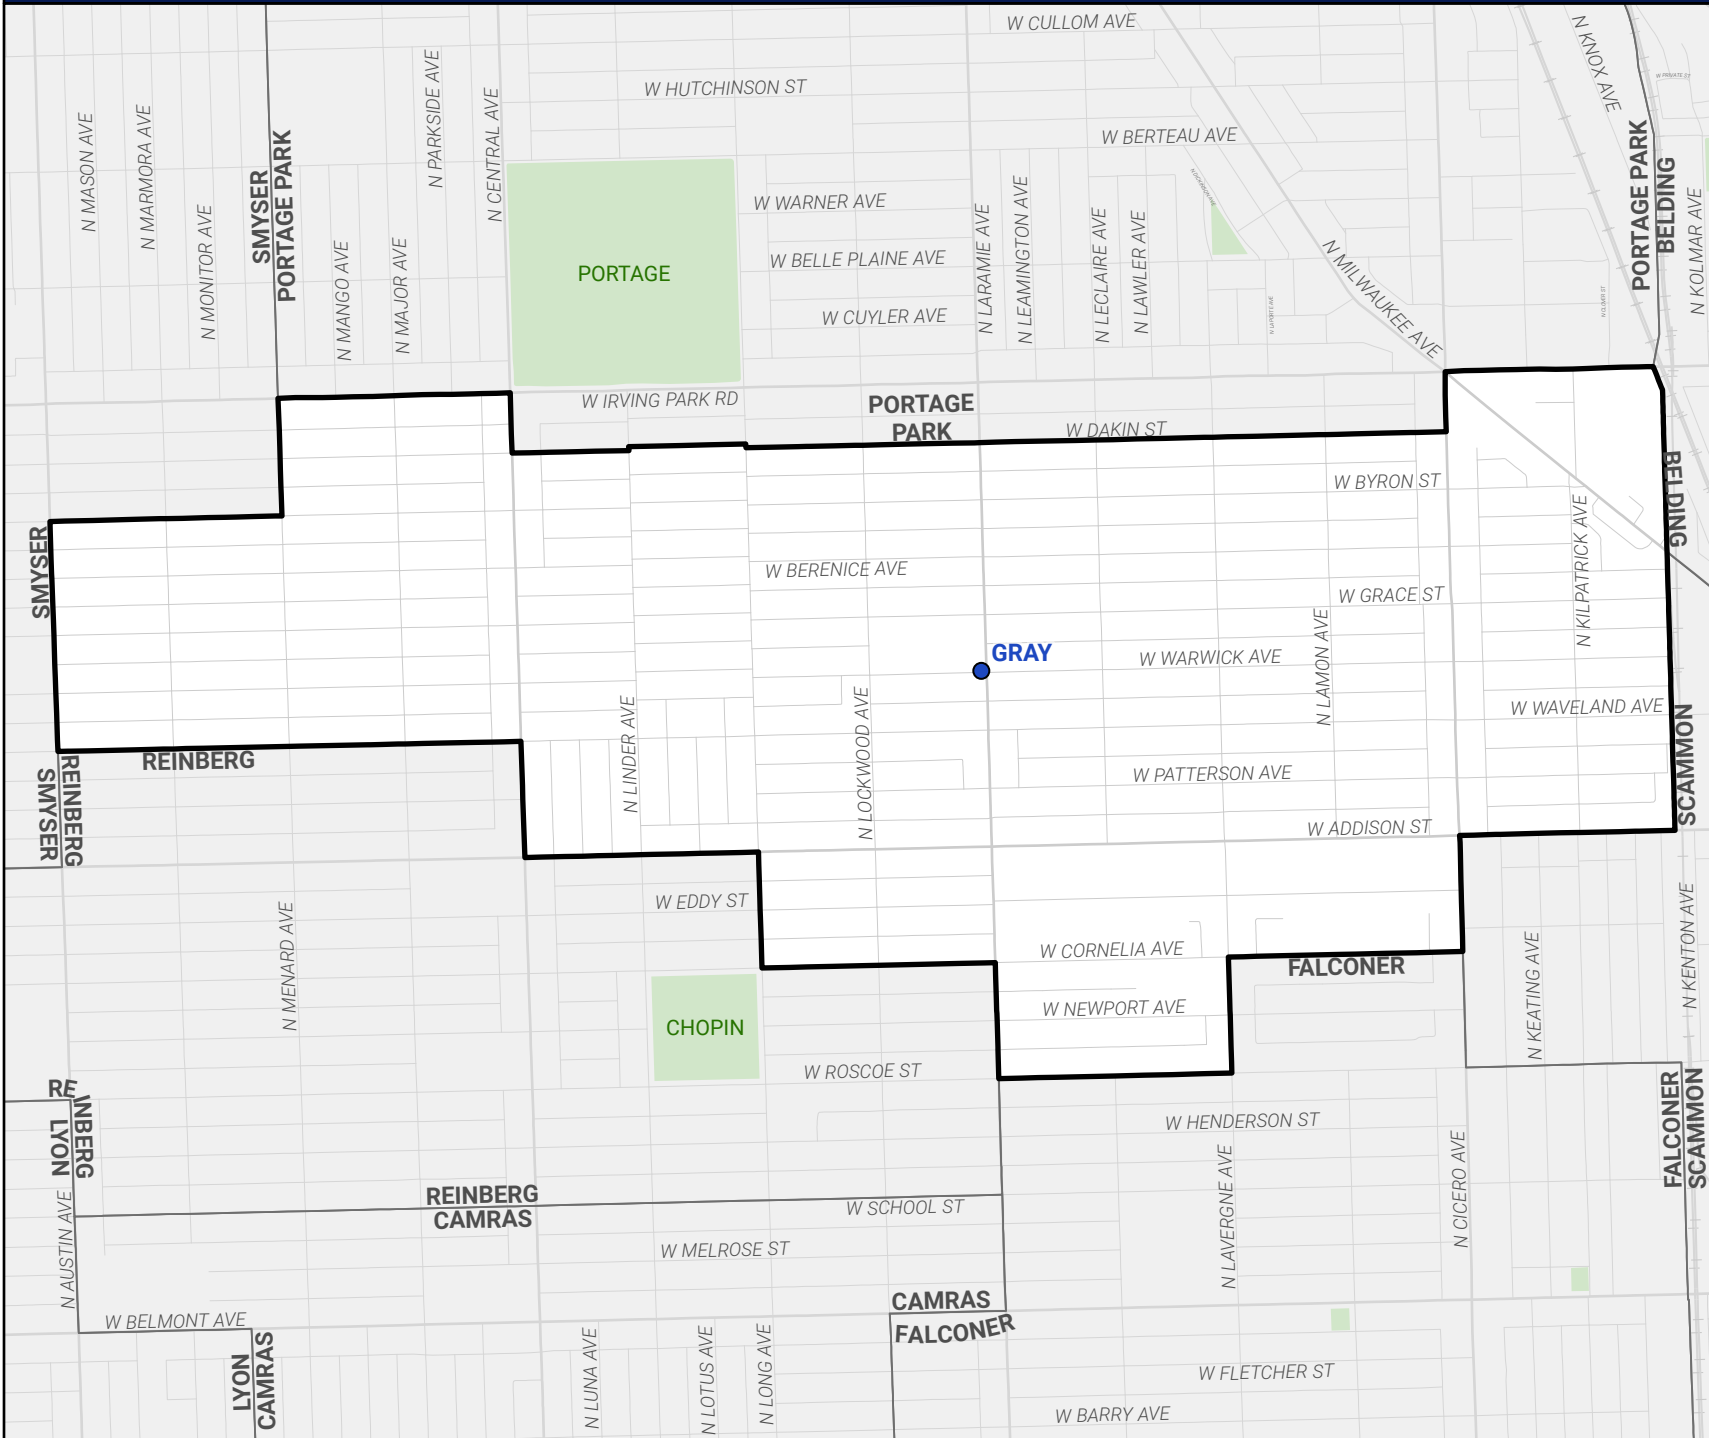 W CULLOM AVE
N KNOX AVE
W PRIVATE ST
W HUTCHINSON ST
N PARKSIDE AVE
N CENTRAL AVE
N MASON AVE
N MARMORA AVE
N MONITOR AVE
SMYSER
PORTAGE PARK
N MANGO AVE
N MAJOR AVE
W BERTEAU AVE
PORTAGE
W WARNER AVE
W BELLE PLAINE AVE
W CUYLER AVE
N LARAMIE AVE
N LEAMINGTON AVE
N LECLAIRE AVE
N LAWLER AVE
N LAPORTE AVE
N MILWAUKEE AVE
N CLOVER ST
PORTAGE PARK
BELDING
N KOLMAR AVE
W IRVING PARK RD
PORTAGE
PARK
W DAKIN ST
W BYRON ST
BELDING
N KILPATRICK AVE
SMYSER
W BERENICE AVE
W GRACE ST
GRAY
W WARWICK AVE
N LAMON AVE
N LINDER AVE
N LOCKWOOD AVE
W WAVELAND AVE
SCAMMON
REINBERG
REINBERG
SMYSER
W PATTERSON AVE
W ADDISON ST
W EDDY ST
N MENARD AVE
W CORNELIA AVE
FALCONER
N KEATING AVE
N KENTON AVE
W NEWPORT AVE
CHOPIN
W ROSCOE ST
REINBERG
LYON
W HENDERSON ST
FALCONER
SCAMMON
N LAVERGNE AVE
N CICERO AVE
N AUSTIN AVE
REINBERG
CAMRAS
W SCHOOL ST
W MELROSE ST
CAMRAS
FALCONER
W BELMONT AVE
LYON
CAMRAS
N LUNA AVE
N LOTUS AVE
N LONG AVE
W FLETCHER ST
W BARRY AVE